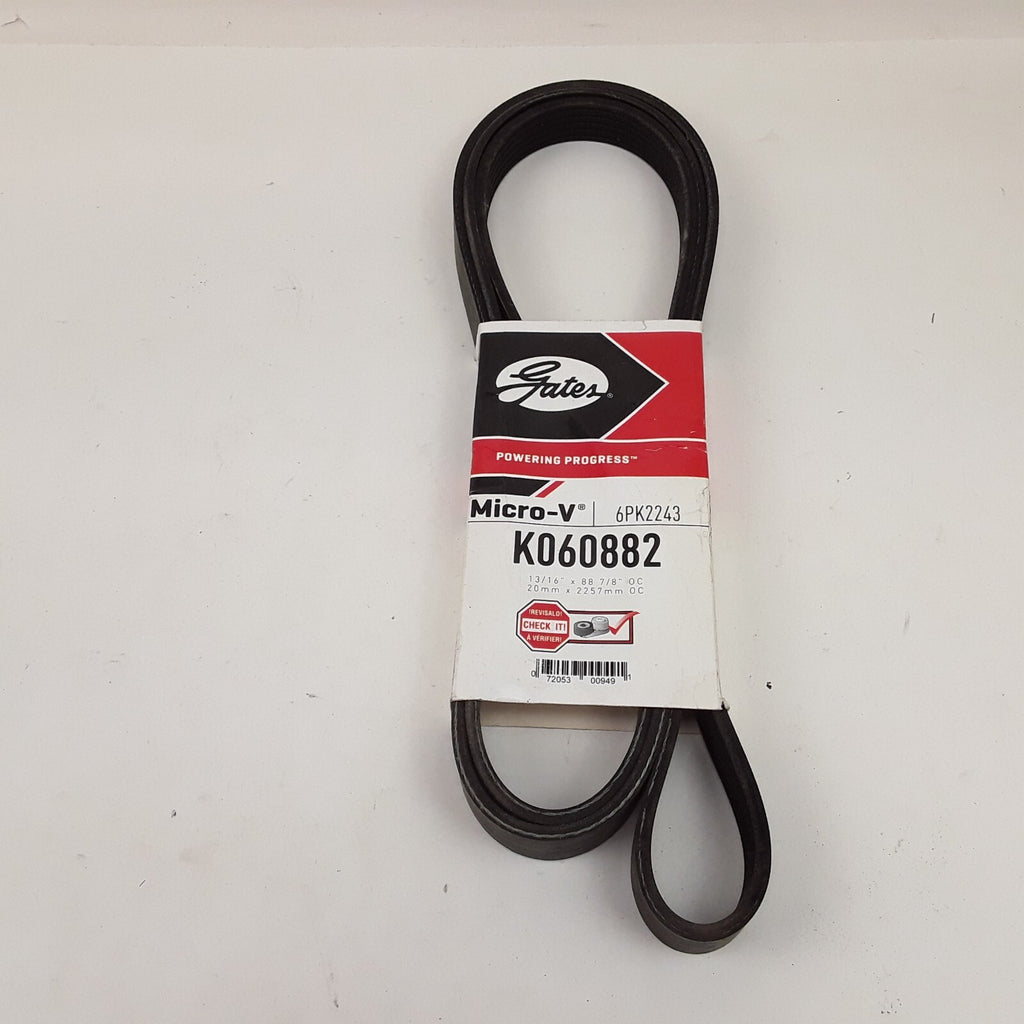 Gates®
POWERING PROGRESS™
Micro-V® | 6PK2243
K060882
13/16" x 88 7/8" OC
20mm x 2257mm OC
!REVISALO!
CHECK IT!
À VÉRIFIER!
0 72053 00949 1